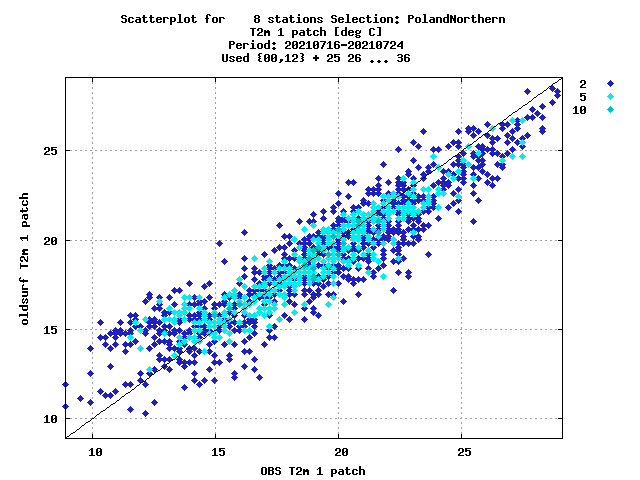 Scatterplot for    8 stations Selection: PolandNorthern
T2m 1 patch [deg C]
Period: 20210716-20210724
Used {00,12} + 25 26 ... 36
2
5
10
25
20
15
10
oldsurf T2m 1 patch
10 15 20 25
OBS T2m 1 patch